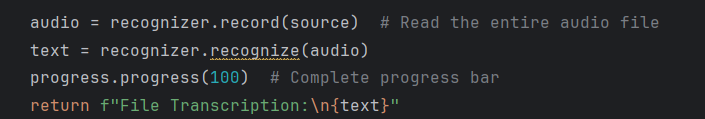 audio = recognizer.record(source)  # Read the entire audio file
text = recognizer.recognize(audio)
progress.progress(100)  # Complete progress bar
return f"File Transcription:\n{text}"